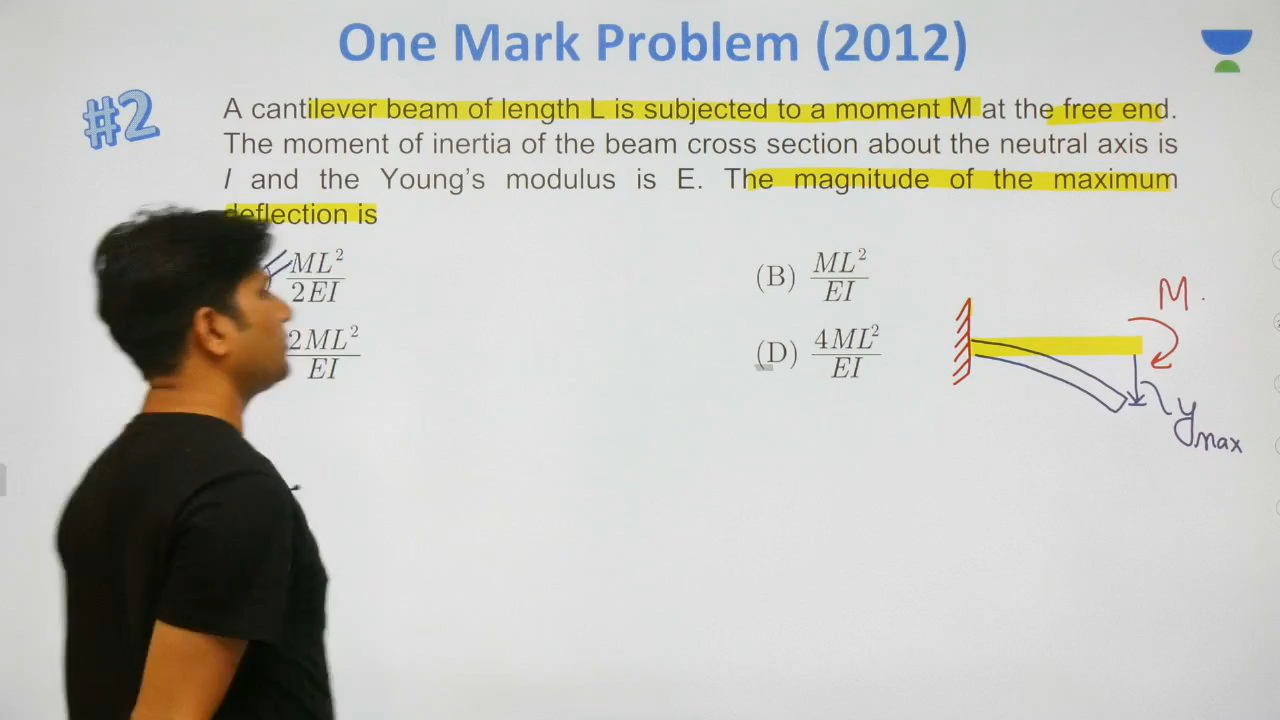 One Mark Problem (2012)
#2
A cantilever beam of length L is subjected to a moment M at the free end.
The moment of inertia of the beam cross section about the neutral axis is
I and the Young's modulus is E. The magnitude of the maximum
deflection is
ML²/2EI
(B) ML²/EI
2ML²/EI
(D) 4ML²/EI
M
y max